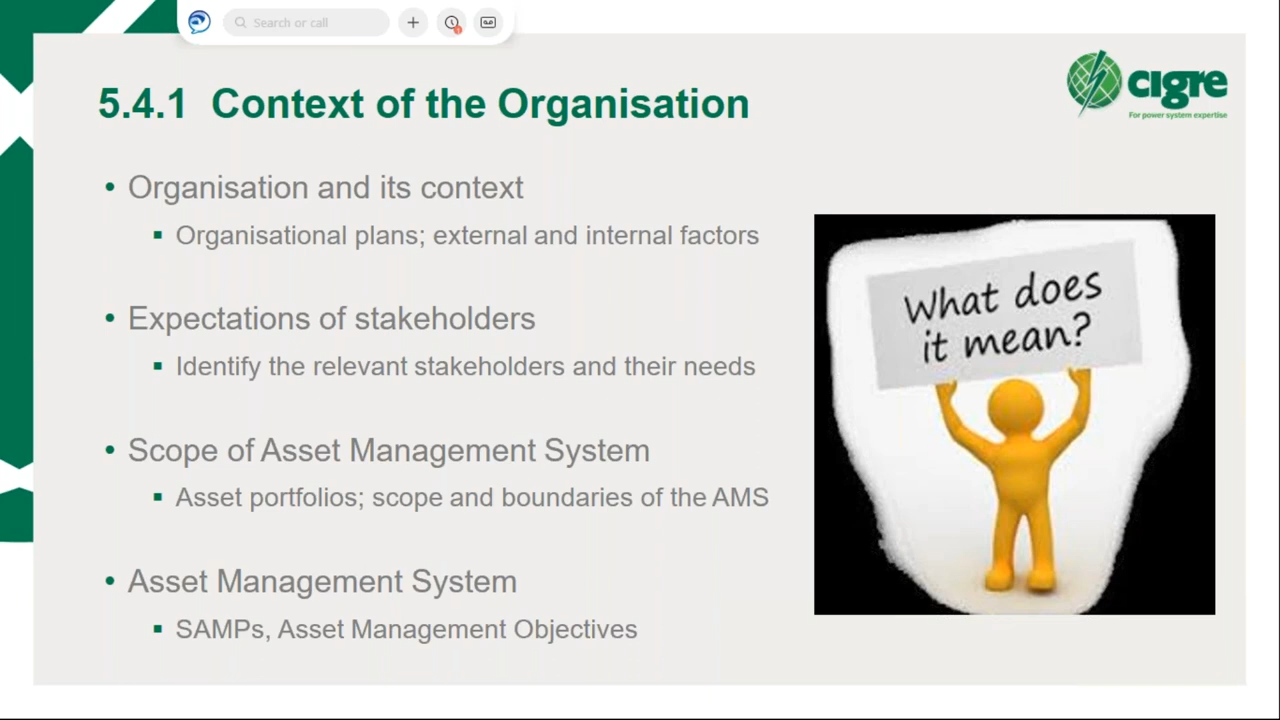 Search or call
5.4.1 Context of the Organisation
cigre
For power system expertise
• Organisation and its context
▪ Organisational plans; external and internal factors
• Expectations of stakeholders
▪ Identify the relevant stakeholders and their needs
• Scope of Asset Management System
▪ Asset portfolios; scope and boundaries of the AMS
• Asset Management System
▪ SAMPs, Asset Management Objectives
What does
it mean?